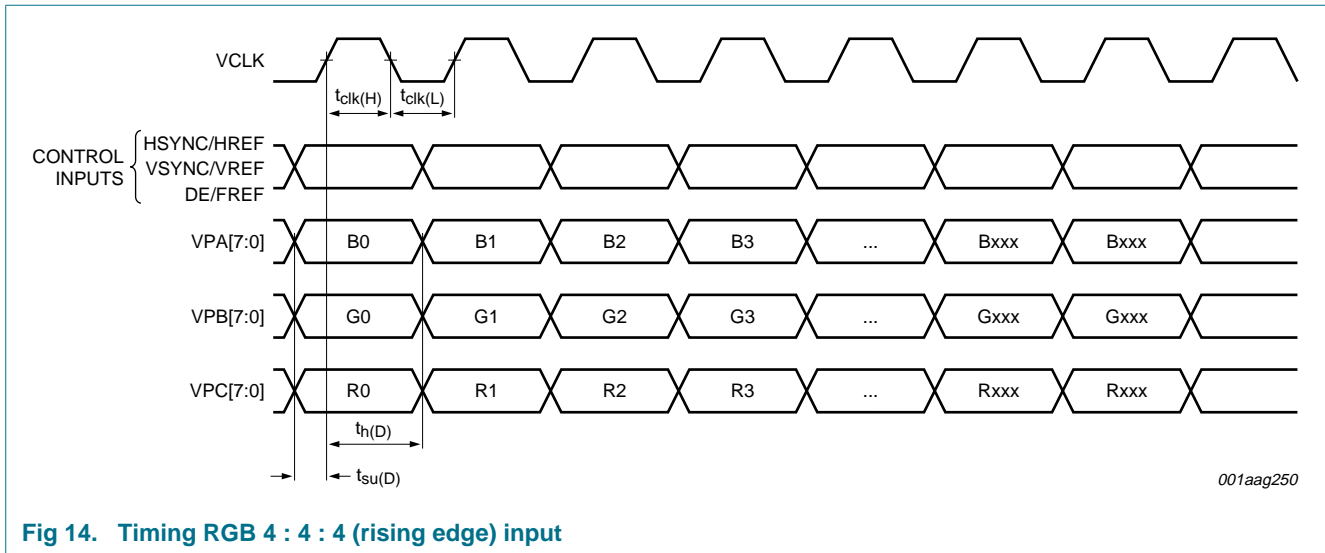 VCLK
tclk(H) tclk(L)
CONTROL INPUTS
HSYNC/HREF
VSYNC/VREF
DE/FREF
VPA[7:0] B0 B1 B2 B3 ... Bxxx Bxxx
VPB[7:0] G0 G1 G2 G3 ... Gxxx Gxxx
VPC[7:0] R0 R1 R2 R3 ... Rxxx Rxxx
th(D)
tsu(D)
001aag250
Fig 14. Timing RGB 4 : 4 : 4 (rising edge) input